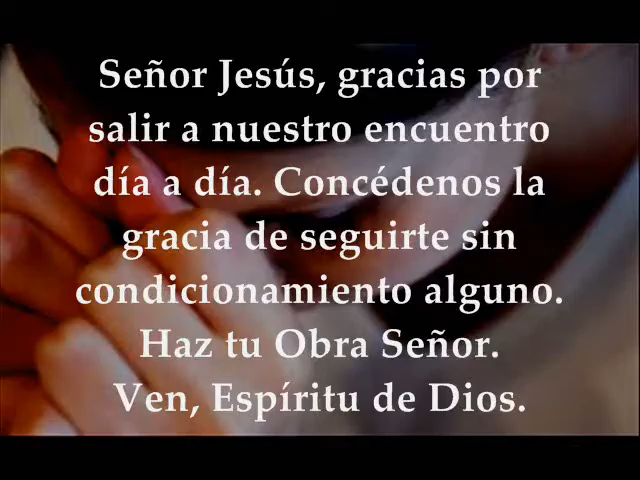 Señor Jesús, gracias por
salir a nuestro encuentro
día a día. Concédenos la
gracia de seguirte sin
condicionamiento alguno.
Haz tu Obra Señor.
Ven, Espíritu de Dios.